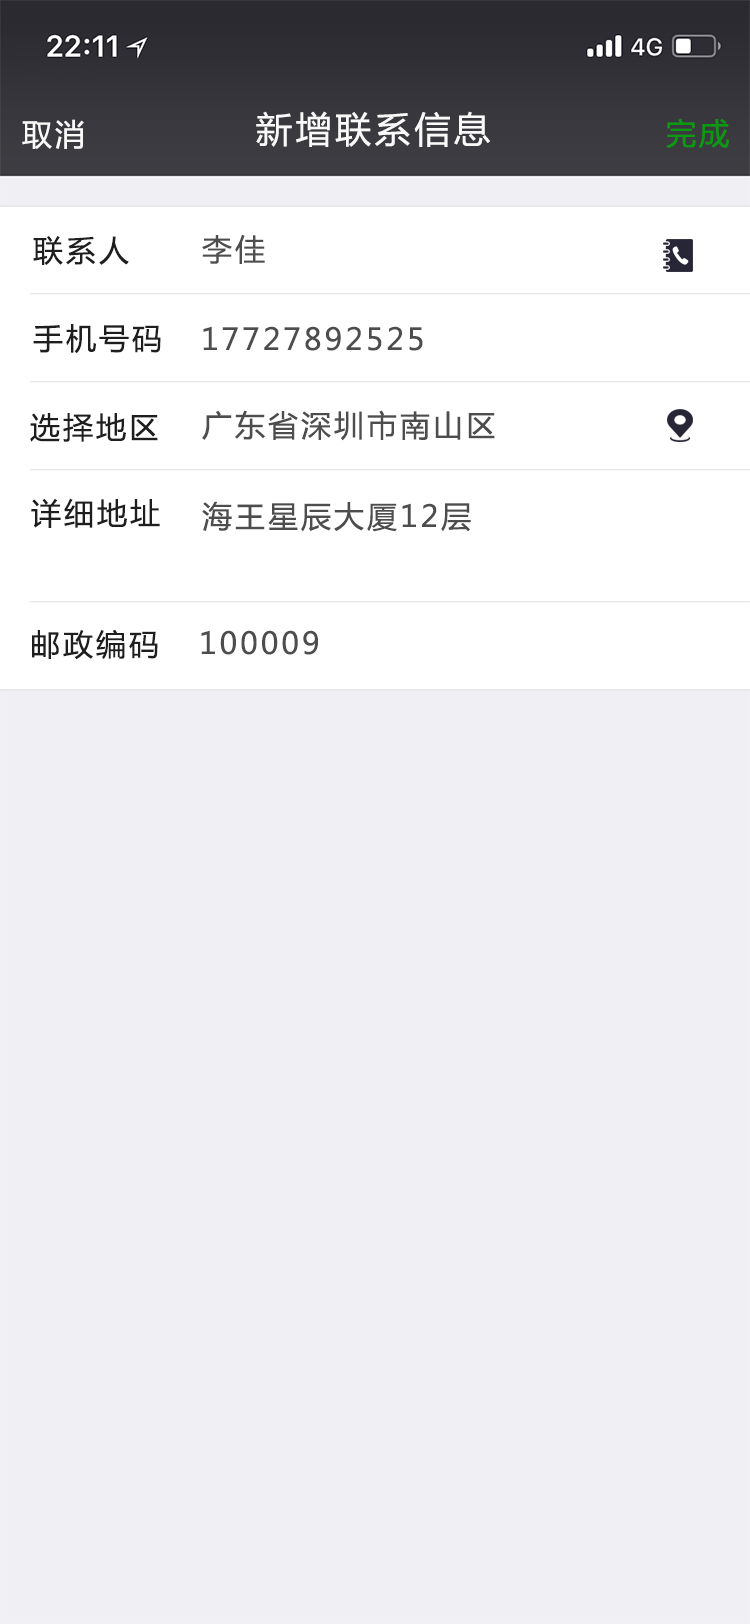 22:11 4G
取消 新增联系信息 完成
联系人 李佳
手机号码 17727892525
选择地区 广东省深圳市南山区
详细地址 海王星辰大厦12层
邮政编码 100009